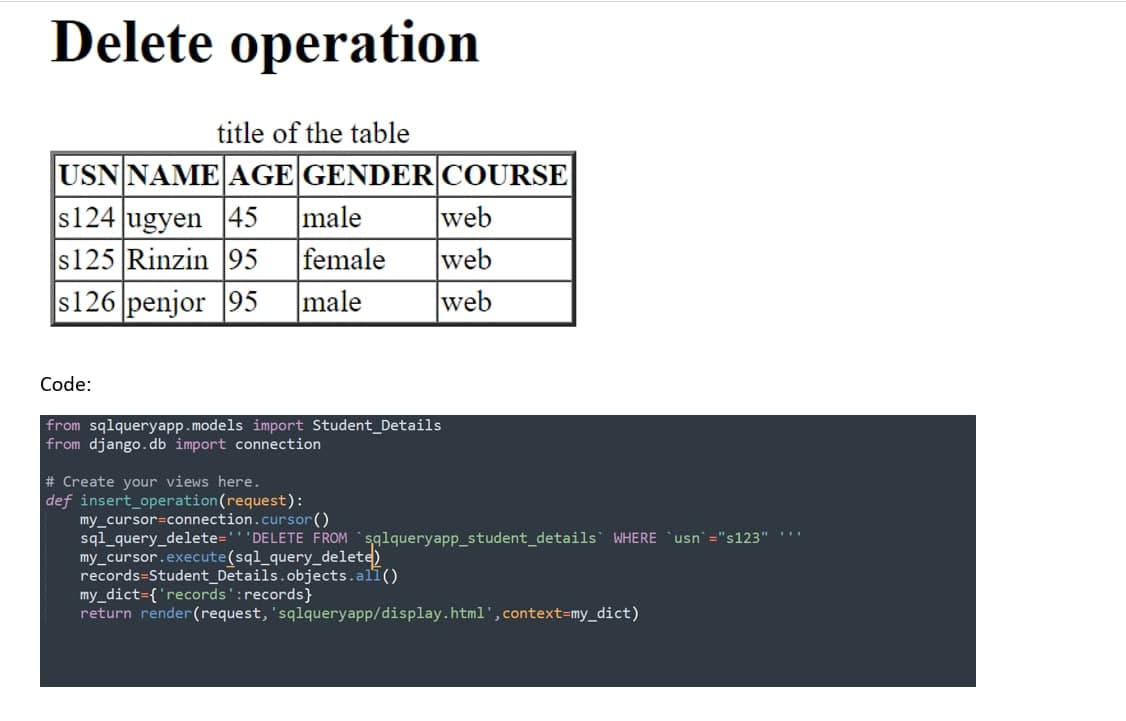 Delete operation
title of the table
USN NAME AGE GENDER COURSE
s124 ugyen 45 male web
s125 Rinzin 95 female web
s126 penjor 95 male web
Code:
from sqlqueryapp.models import Student_Details
from django.db import connection
# Create your views here.
def insert_operation(request):
    my_cursor=connection.cursor()
    sql_query_delete='''DELETE FROM `sqlqueryapp_student_details` WHERE `usn`="s123" '''
    my_cursor.execute(sql_query_delete)
    records=Student_Details.objects.all()
    my_dict={'records':records}
    return render(request,'sqlqueryapp/display.html',context=my_dict)